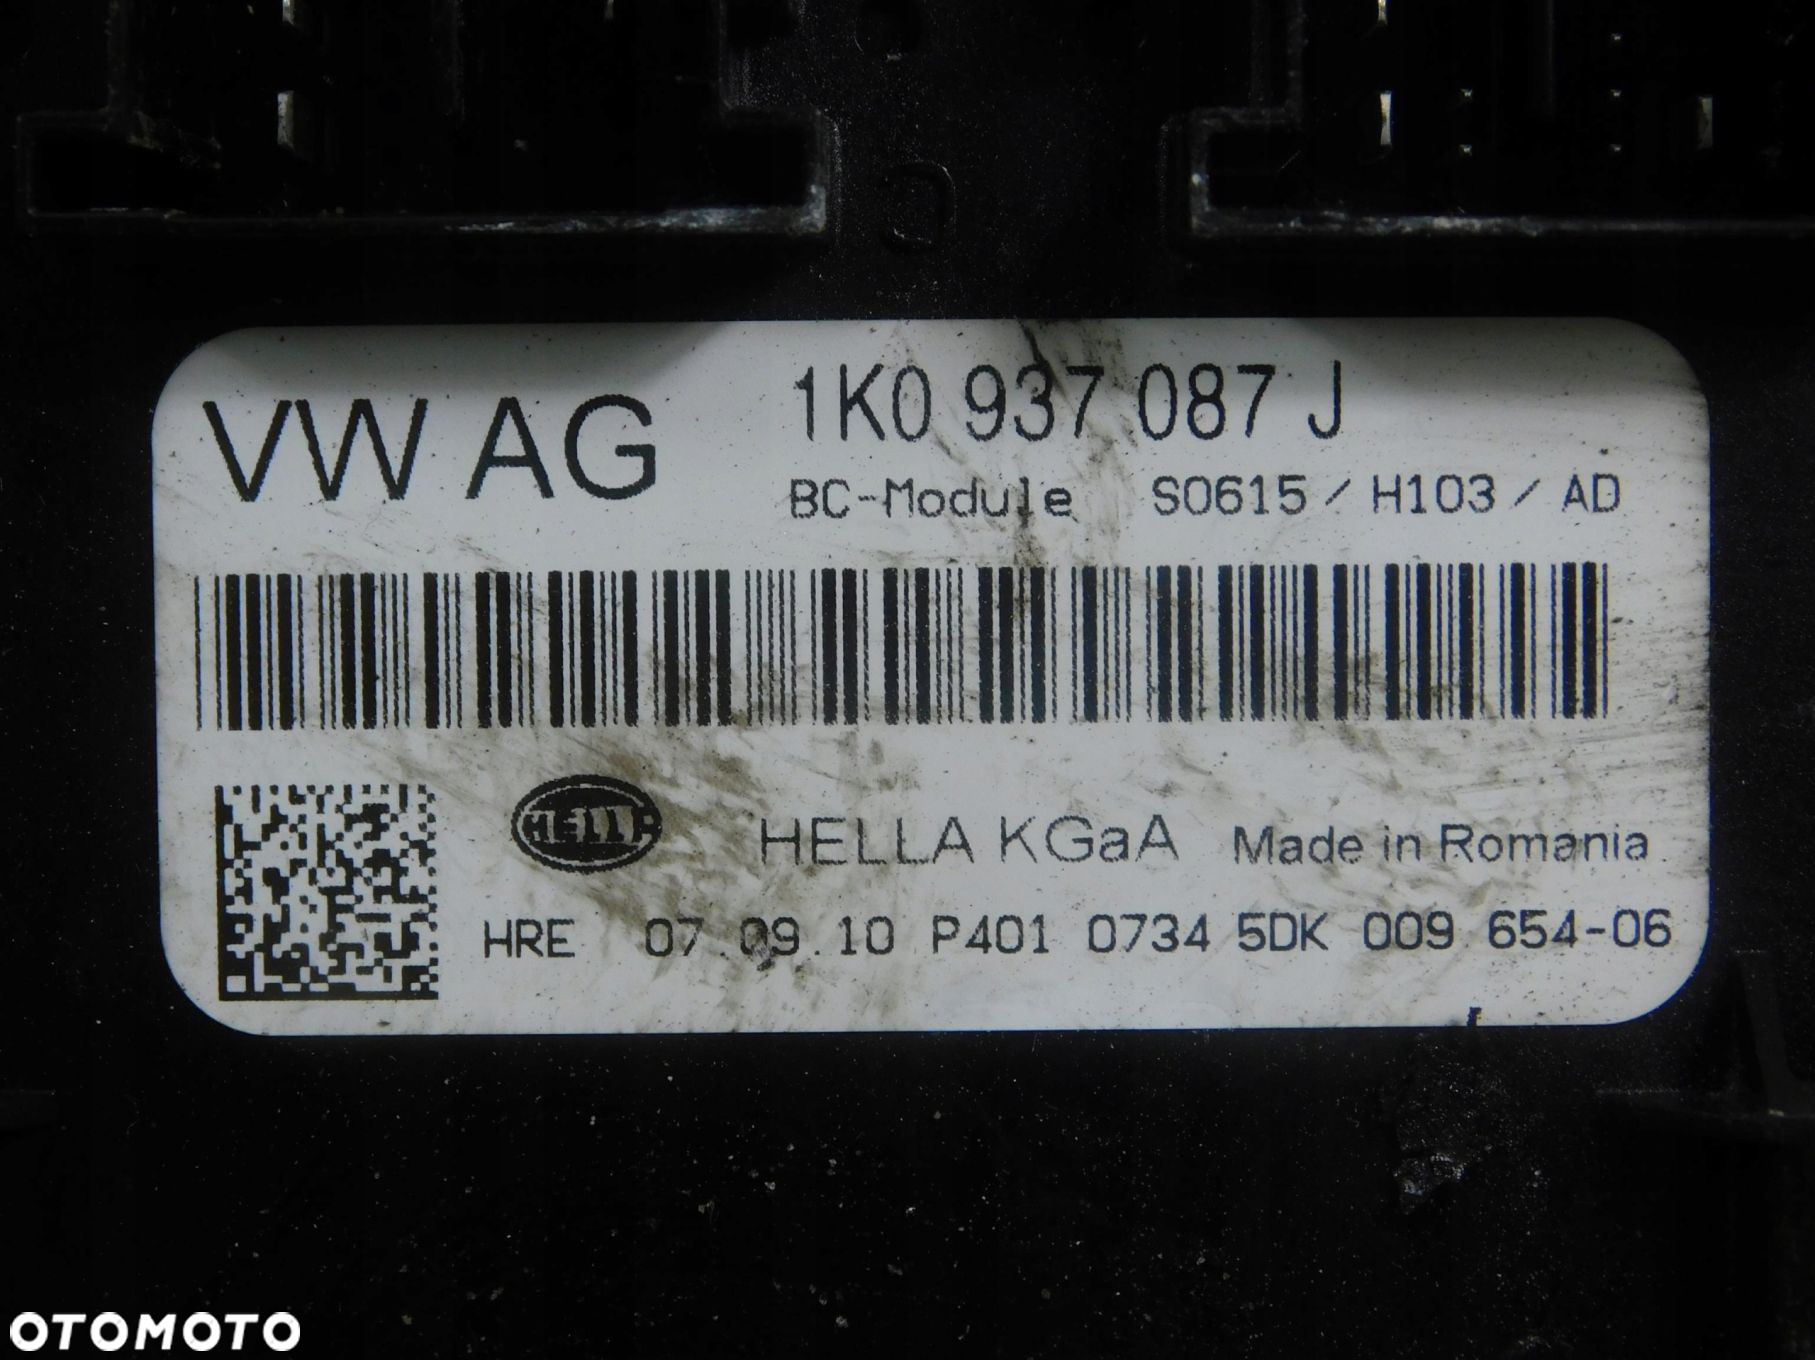 VW AG
1K0 937 087 J
BC-Module S0615 / H103 / AD
HELLA
HELLA KGaA Made in Romania
HRE 07.09.10 P401 0734 5DK 009 654-06
OTOMOTO